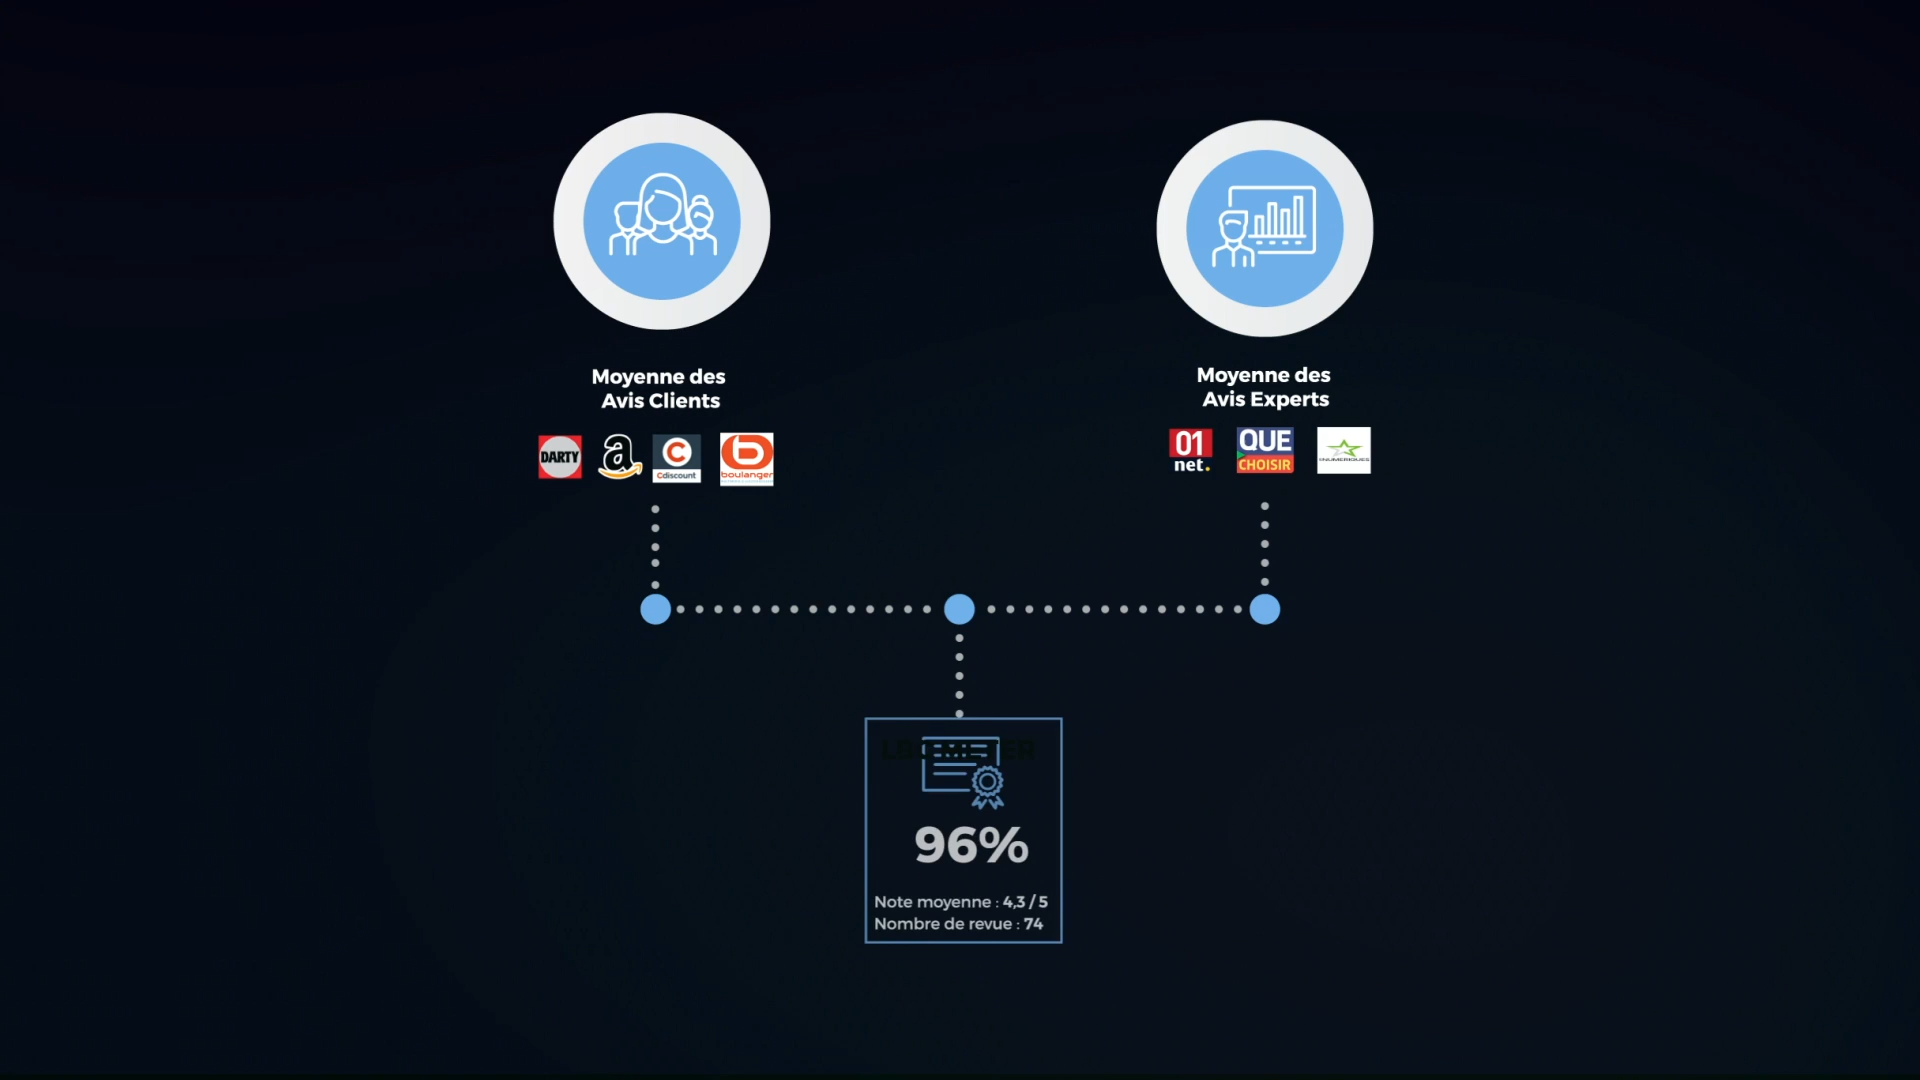 Moyenne des
Avis Clients
DARTY
a
Cdiscount
boulanger
Moyenne des
Avis Experts
01
net.
QUE
CHOISIR
96%
Note moyenne : 4,3 / 5
Nombre de revue : 74